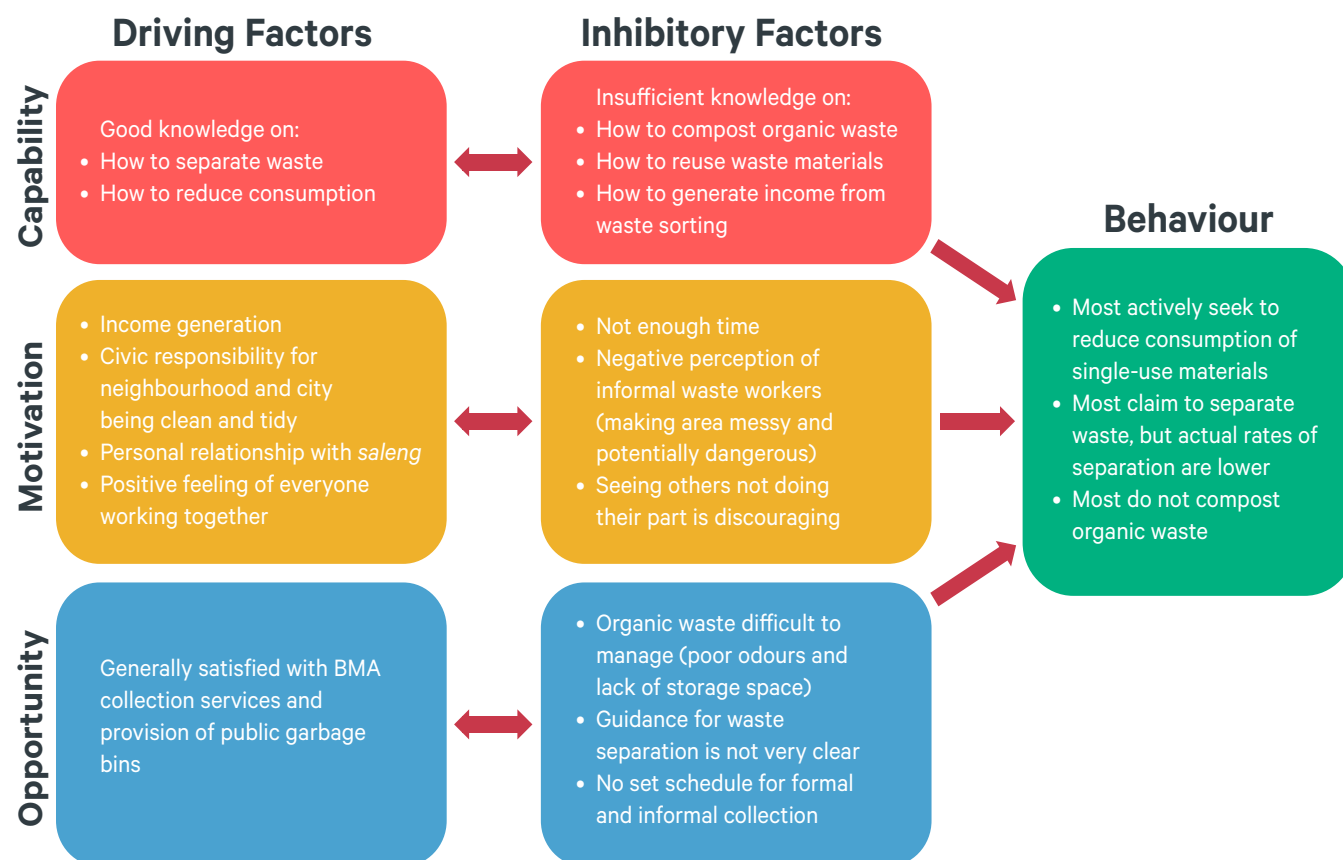 Driving Factors
Inhibitory Factors
Capability
Good knowledge on:
• How to separate waste
• How to reduce consumption
Insufficient knowledge on:
• How to compost organic waste
• How to reuse waste materials
• How to generate income from
waste sorting
Motivation
• Income generation
• Civic responsibility for
neighbourhood and city
being clean and tidy
• Personal relationship with saleng
• Positive feeling of everyone
working together
• Not enough time
• Negative perception of
informal waste workers
(making area messy and
potentially dangerous)
• Seeing others not doing
their part is discouraging
Opportunity
Generally satisfied with BMA
collection services and
provision of public garbage
bins
• Organic waste difficult to
manage (poor odours and
lack of storage space)
• Guidance for waste
separation is not very clear
• No set schedule for formal
and informal collection
Behaviour
• Most actively seek to
reduce consumption of
single-use materials
• Most claim to separate
waste, but actual rates of
separation are lower
• Most do not compost
organic waste